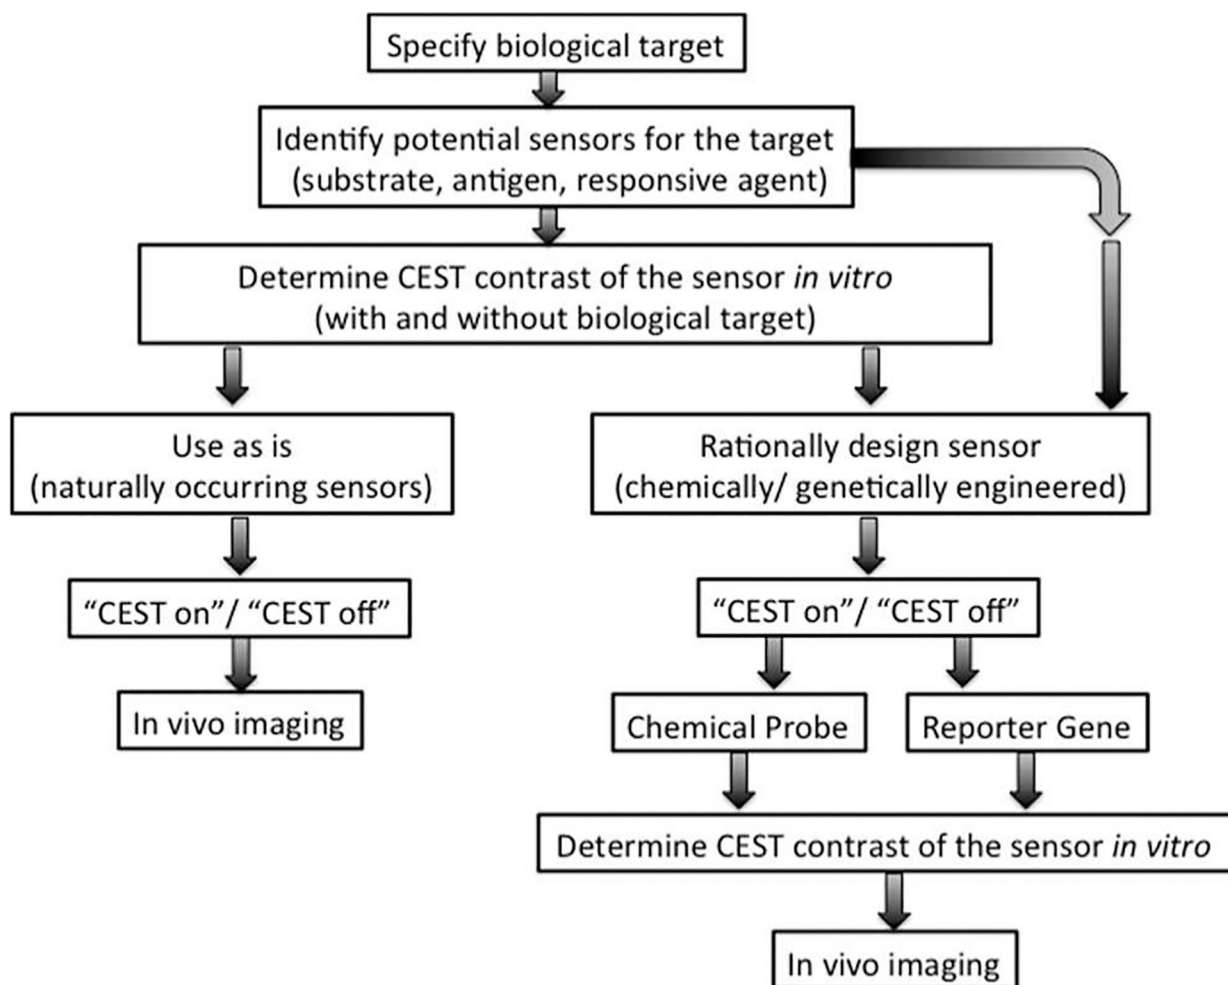 Specify biological target
Identify potential sensors for the target
(substrate, antigen, responsive agent)
Determine CEST contrast of the sensor in vitro
(with and without biological target)
Use as is
(naturally occurring sensors)
Rationally design sensor
(chemically/ genetically engineered)
“CEST on”/ “CEST off”
“CEST on”/ “CEST off”
In vivo imaging
Chemical Probe
Reporter Gene
Determine CEST contrast of the sensor in vitro
In vivo imaging